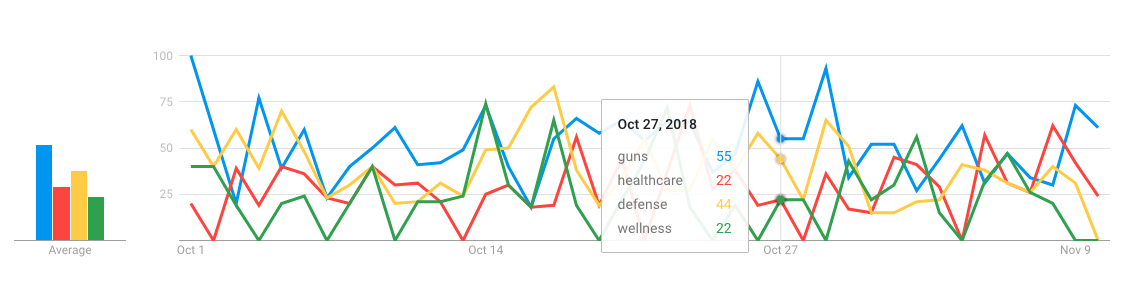 100
75
50
25
Oct 27, 2018
guns 55
healthcare 22
defense 44
wellness 22
Average
Oct 1
Oct 14
Oct 27
Nov 9